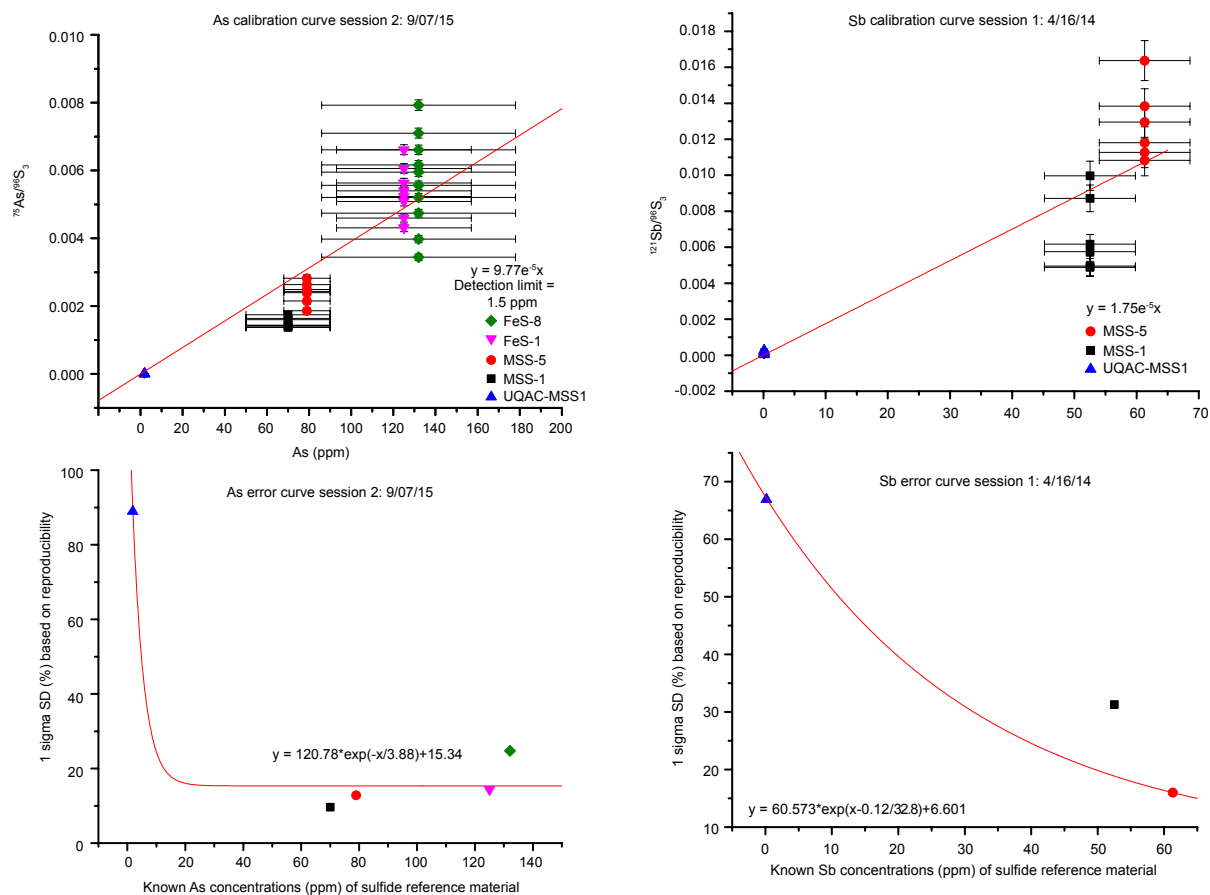 As calibration curve session 2: 9/07/15
0.010
0.008
0.006
0.004
0.002
0.000
⁷⁵As/⁹⁶S₃
y = 9.77e⁻⁵x
Detection limit =
1.5 ppm
FeS-8
FeS-1
MSS-5
MSS-1
UQAC-MSS1
0 20 40 60 80 100 120 140 160 180 200
As (ppm)
Sb calibration curve session 1: 4/16/14
0.018
0.016
0.014
0.012
0.010
0.008
0.006
0.004
0.002
0.000
-0.002
¹²¹Sb/⁹⁶S₃
y = 1.75e⁻⁵x
MSS-5
MSS-1
UQAC-MSS1
0 10 20 30 40 50 60 70
As error curve session 2: 9/07/15
100
80
60
40
20
0
1 sigma SD (%) based on reproducibility
y = 120.78*exp(-x/3.88)+15.34
0 20 40 60 80 100 120 140
Known As concentrations (ppm) of sulfide reference material
Sb error curve session 1: 4/16/14
70
60
50
40
30
20
10
1 sigma SD (%) based on reproducibility
y = 60.573*exp(x-0.12/32.8)+6.601
0 10 20 30 40 50 60
Known Sb concentrations (ppm) of sulfide reference material